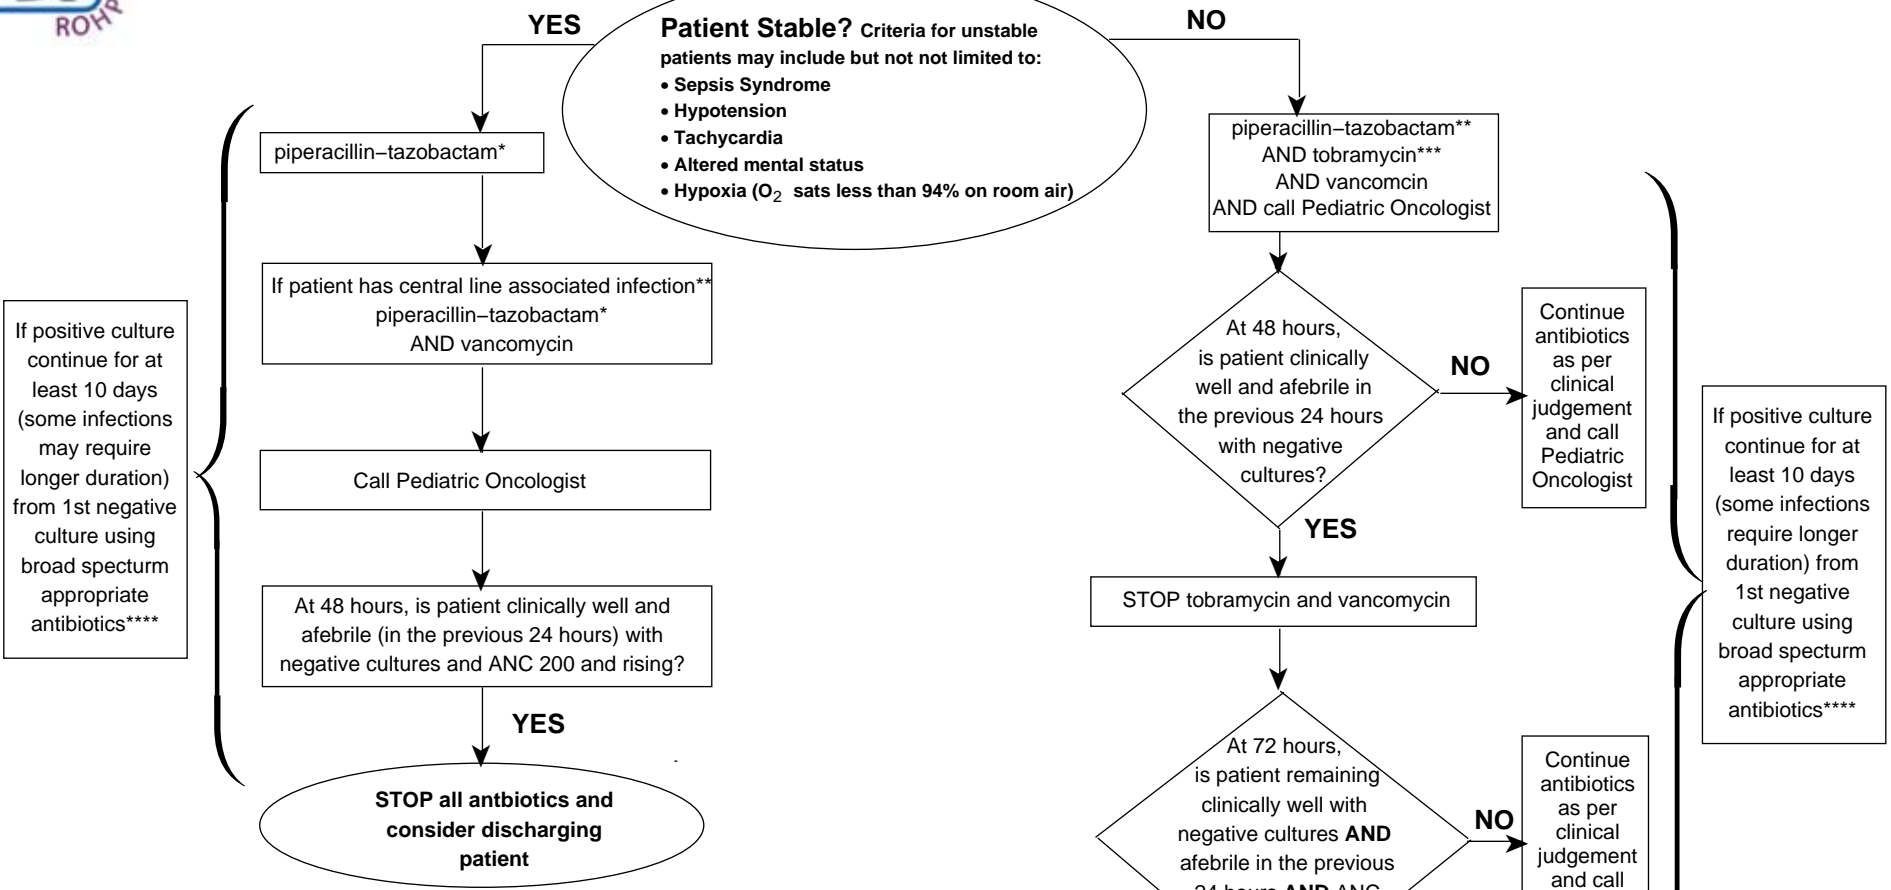 ROHP
YES
Patient Stable? Criteria for unstable
patients may include but not not limited to:
• Sepsis Syndrome
• Hypotension
• Tachycardia
• Altered mental status
• Hypoxia (O2 sats less than 94% on room air)
NO
piperacillin–tazobactam*
If patient has central line associated infection**
piperacillin–tazobactam*
AND vancomycin
Call Pediatric Oncologist
At 48 hours, is patient clinically well and
afebrile (in the previous 24 hours) with
negative cultures and ANC 200 and rising?
YES
STOP all antbiotics and
consider discharging
patient
If positive culture
continue for at
least 10 days
(some infections
may require
longer duration)
from 1st negative
culture using
broad specturm
appropriate
antibiotics****
piperacillin–tazobactam**
AND tobramycin***
AND vancomcin
AND call Pediatric Oncologist
At 48 hours,
is patient clinically
well and afebrile in
the previous 24 hours
with negative
cultures?
NO
Continue
antibiotics
as per
clinical
judgement
and call
Pediatric
Oncologist
YES
STOP tobramycin and vancomycin
At 72 hours,
is patient remaining
clinically well with
negative cultures AND
afebrile in the previous
24 hours AND ANC
NO
Continue
antibiotics
as per
clinical
judgement
and call
If positive culture
continue for at
least 10 days
(some infections
require longer
duration) from
1st negative
culture using
broad specturm
appropriate
antibiotics****